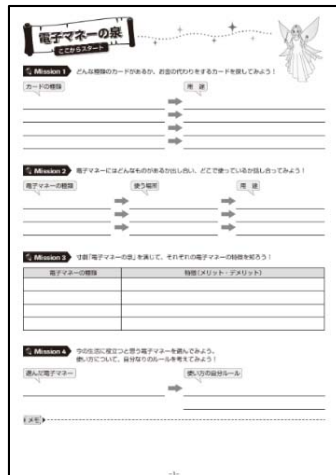 電子マネーの泉
ここからスタート
Mission 1 どんな種類のカードがあるか、お金の代わりをするカードを探してみよう!
カードの種類 用 途
Mission 2 電子マネーにはどんなものがあるか出し合い、どこで使っているか話し合ってみよう!
電子マネーの種類 使う場所 用 途
Mission 3 寸劇「電子マネーの泉」を演じて、それぞれの電子マネーの特徴を知ろう!
電子マネーの種類 特徴(メリット・デメリット)
Mission 4 今の生活に役立つと思う電子マネーを選んでみよう。
使い方について、自分なりのルールを考えてみよう!
選んだ電子マネー 使い方の自分ルール
メモ